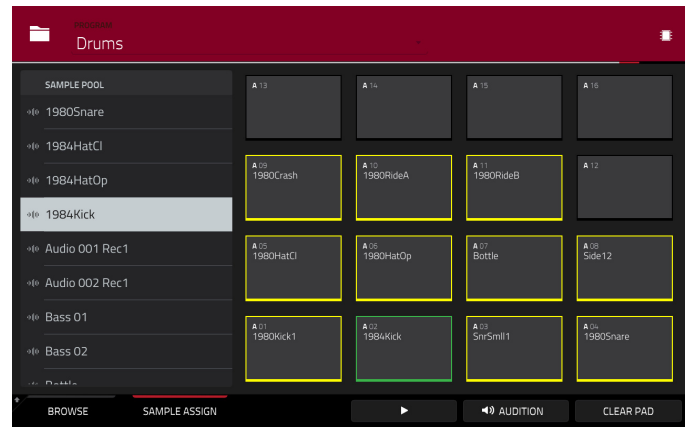 PROGRAM
Drums
SAMPLE POOL
1980Snare
1984HatCl
1984HatOp
1984Kick
Audio 001 Rec1
Audio 002 Rec1
Bass 01
Bass 02
Bottle
A 13
A 14
A 15
A 16
A 09
1980Crash
A 10
1980RideA
A 11
1980RideB
A 12
A 05
1980HatCl
A 06
1980HatOp
A 07
Bottle
A 08
Side12
A 01
1980Kick1
A 02
1984Kick
A 03
SnrSmll1
A 04
1980Snare
BROWSE
SAMPLE ASSIGN
AUDITION
CLEAR PAD